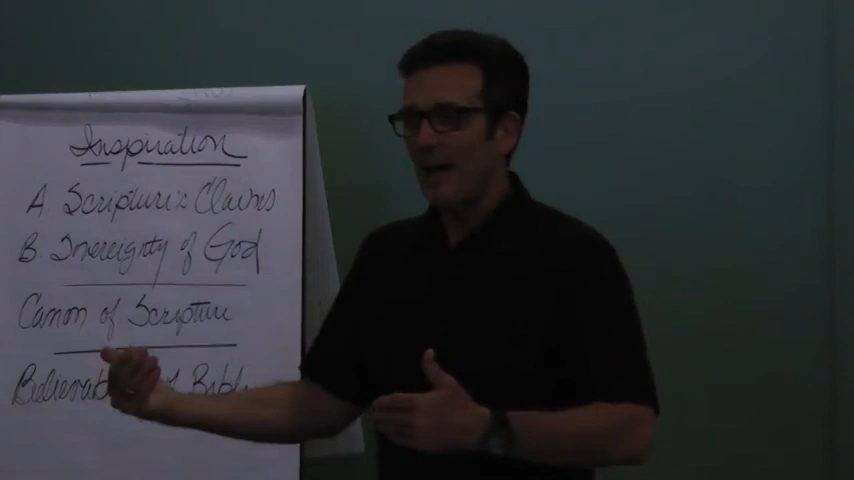 Inspiration
A Scripture's Claims
B Sovereignty of God
Canon of Scripture